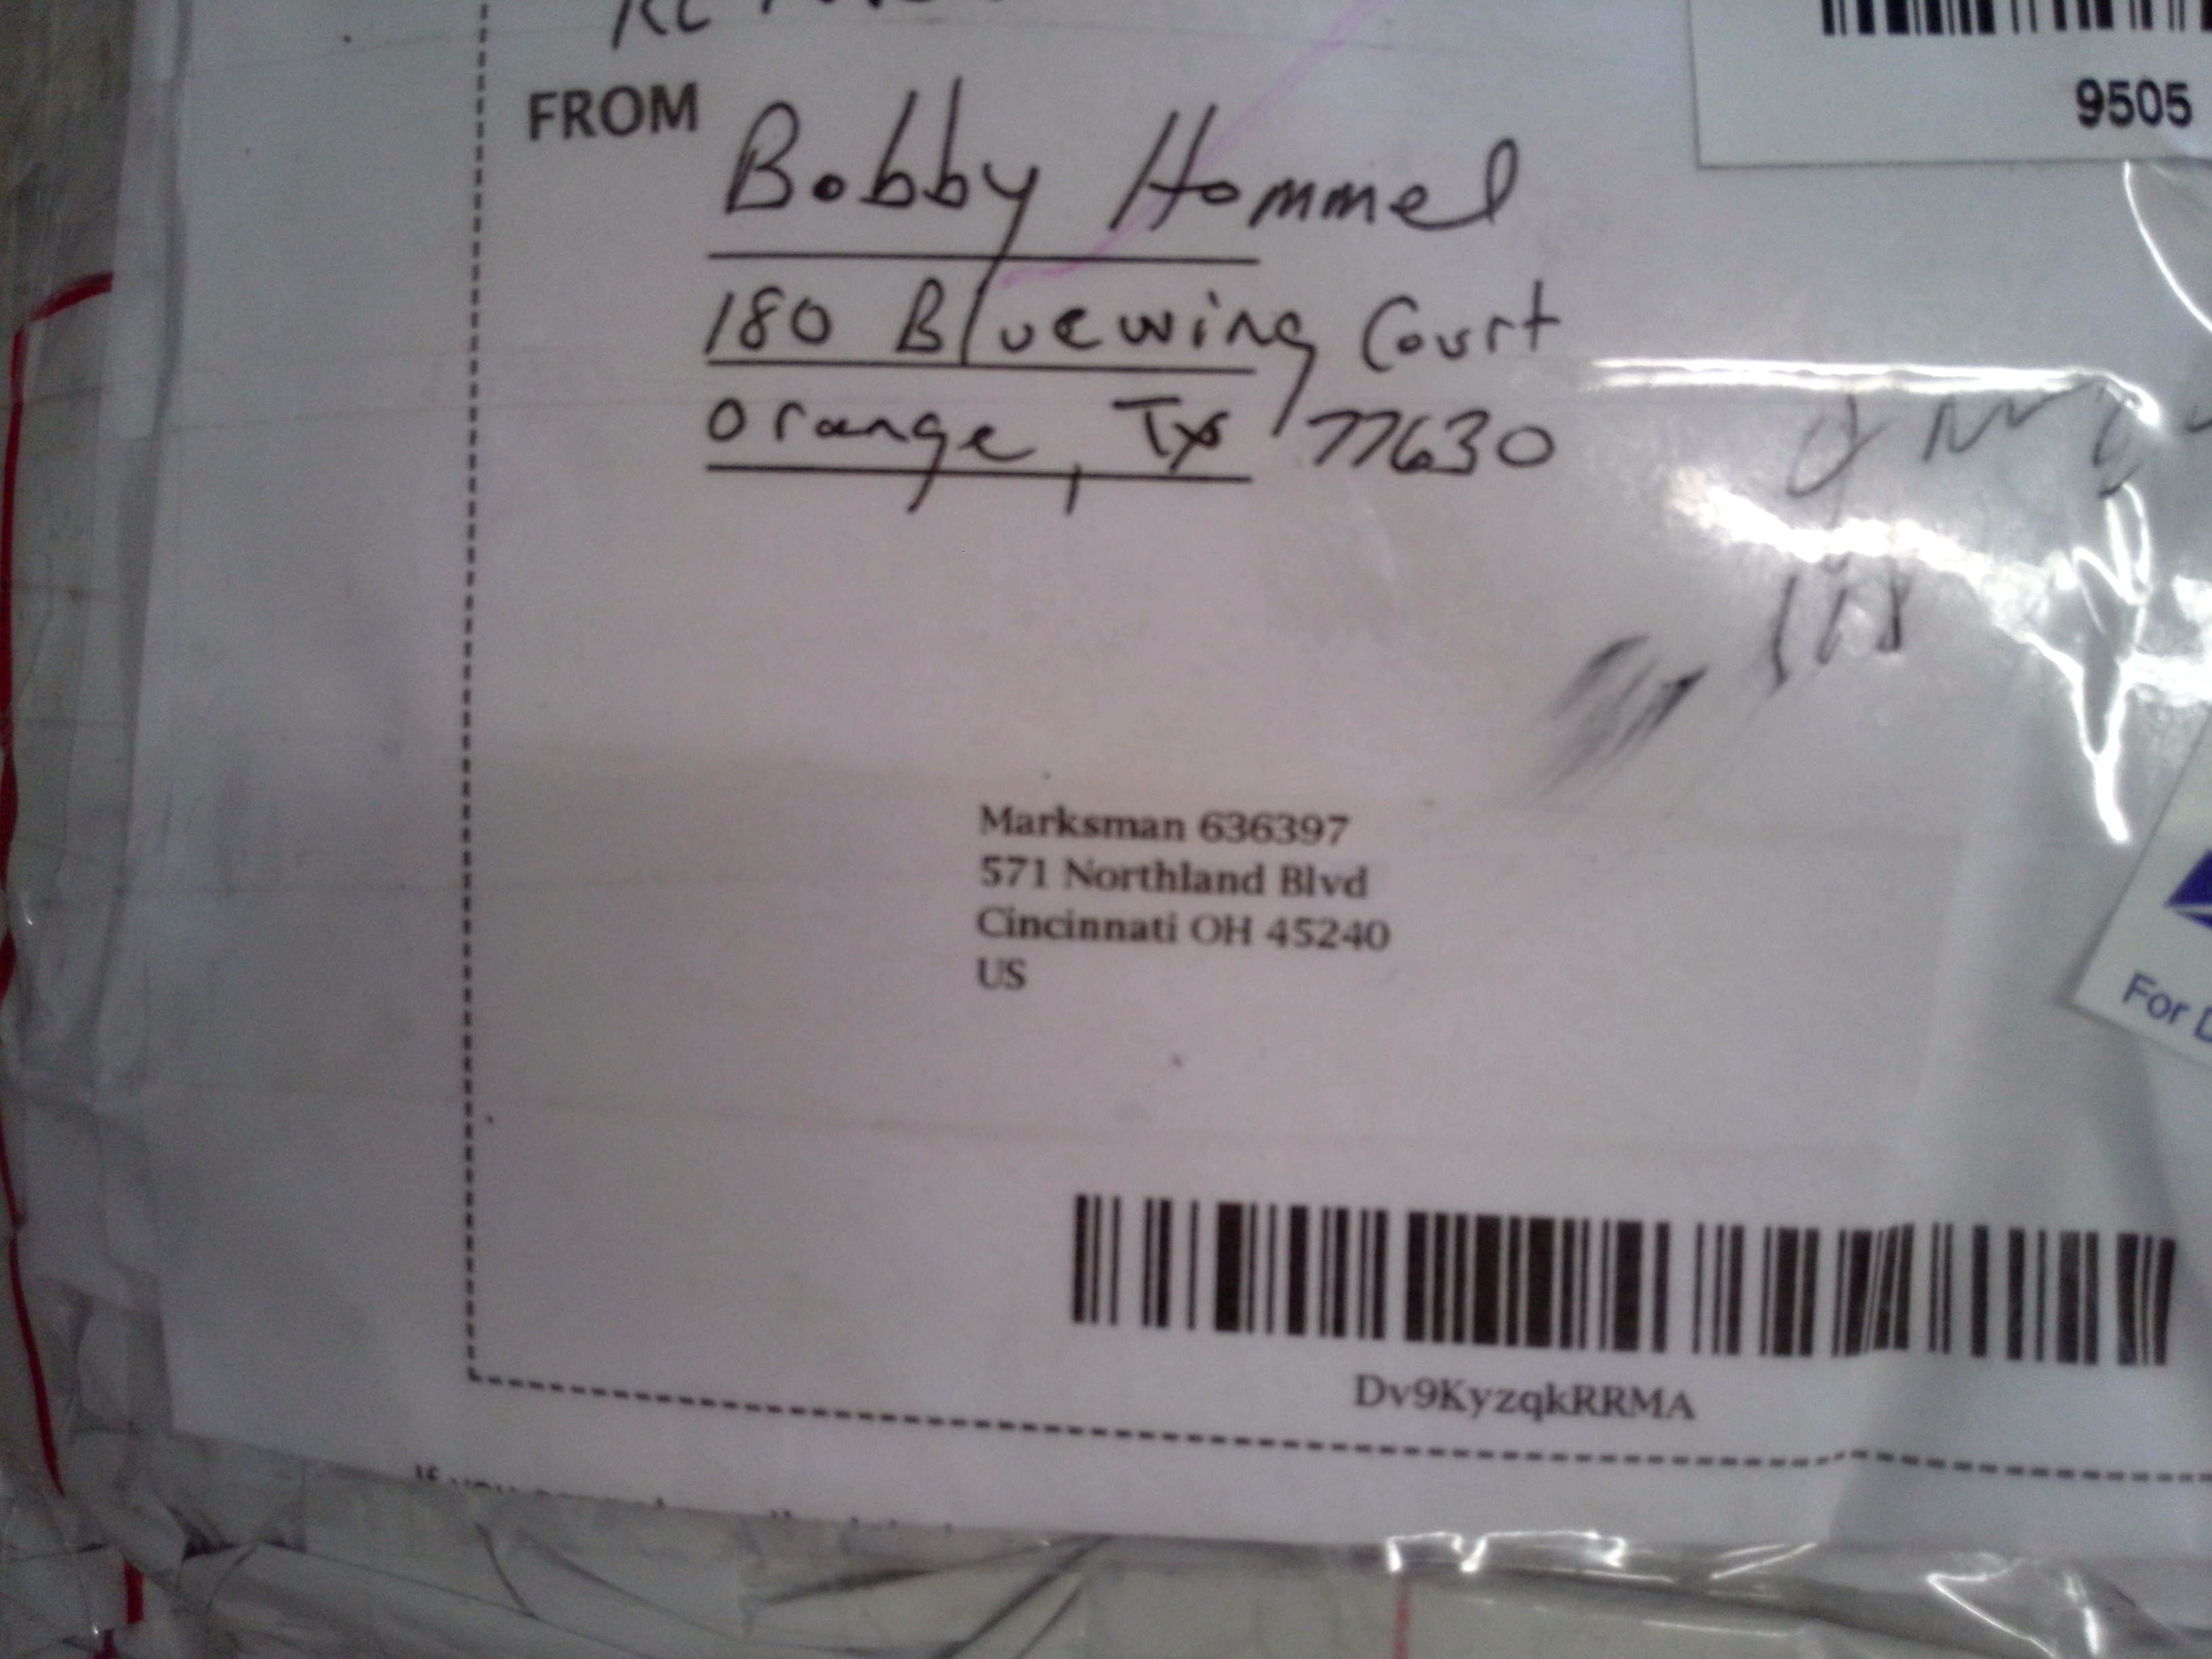 9505
FROM
Bobby Hommel
180 Bluewing Court
Orange, Tx 77630
Marksman 636397
571 Northland Blvd
Cincinnati OH 45240
US
For
Dv9KyzqkRRMA